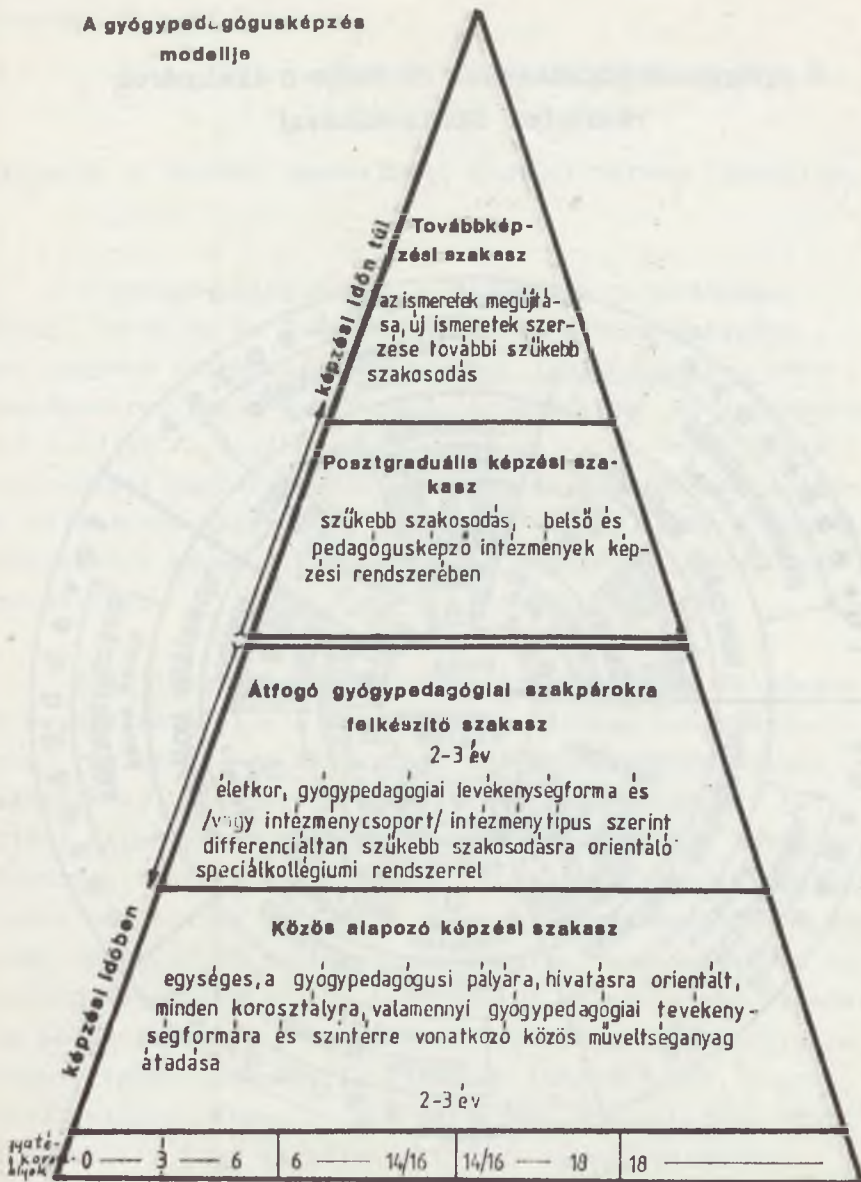 A gyógypedagógusképzés
modellje
Továbbkép-
zési szakasz
az ismeretek megújítá-
sa, új ismeretek szer-
zése további szűkebb
szakosodás
képzési időn túl
Posztgraduális képzési sza-
kasz
szűkebb szakosodás, belső és
pedagógusképző intézmények kép-
zési rendszerében
Átfogó gyógypedagógiai szakpárokra
felkészítő szakasz
2-3 év
életkor, gyógypedagógiai tevékenységforma és
/vagy intézménycsoport/ intézménytípus szerint
differenciáltan szűkebb szakosodásra orientáló
speciálkollégiumi rendszerrel
képzési időben
Közös alapozó képzési szakasz
egységes, a gyógypedagógusi pályára, hivatásra orientált,
minden korosztályra, valamennyi gyógypedagógiai tevékeny-
ségformára és színtérre vonatkozó közös műveltséganyag
átadása
2-3 év
0 — 3 — 6 6 — 14/16 14/16 — 18 18 —